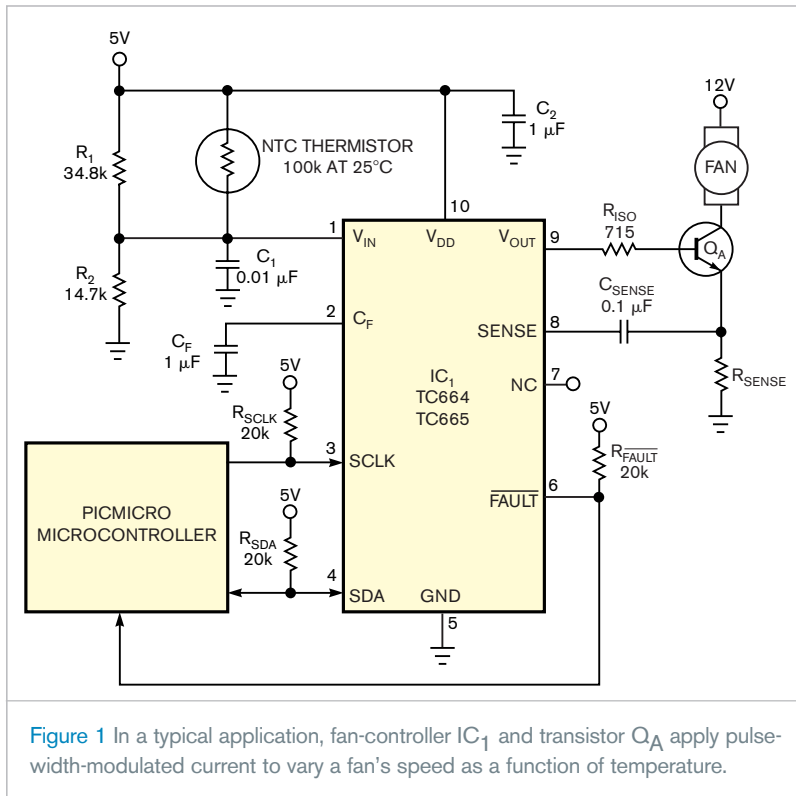 5V
12V
C2
1 µF
R1
34.8k
NTC THERMISTOR
100k AT 25°C
FAN
10
RISO
715
1
VIN
VDD
VOUT
9
QA
C1
0.01 µF
R2
14.7k
CSENSE
0.1 µF
2
CF
SENSE
8
CF
1 µF
RSENSE
5V
IC1
TC664
TC665
NC
7
RSCLK
20k
5V
3
SCLK
RFAULT
20k
6
FAULT
PICMICRO
MICROCONTROLLER
5V
RSDA
20k
4
SDA
GND
5
Figure 1 In a typical application, fan-controller IC1 and transistor QA apply pulse-
width-modulated current to vary a fan’s speed as a function of temperature.